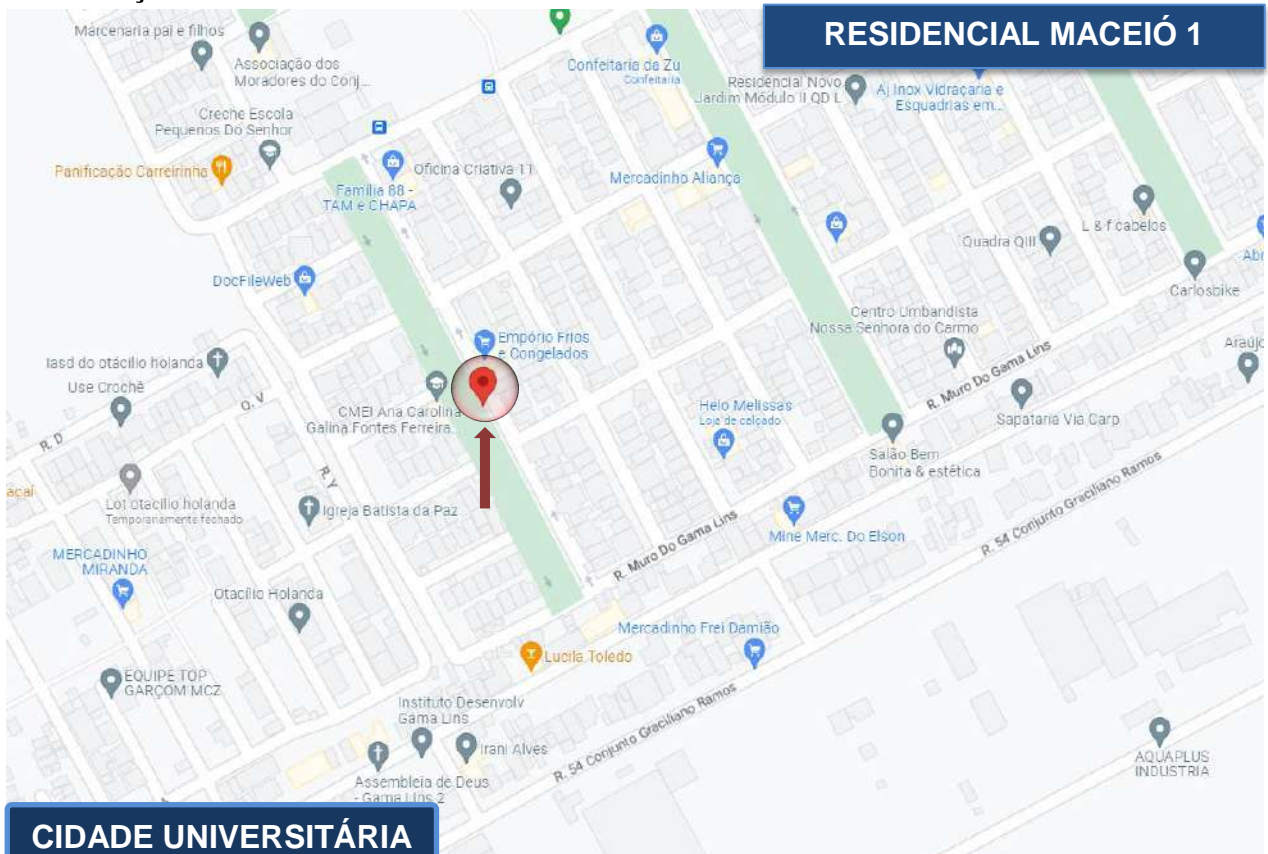 RESIDENCIAL MACEIÓ 1
Marcenaria pai e filhos
Associação dos
Moradores do Conj...
Confeitaria da Zu
Confeitaria
Residencial Novo
Jardim Módulo II QD L
Aj Inox Vidraçaria e
Esquadrias em...
Creche Escola
Pequenos Do Senhor
Panificação Carreirinha
Família 88 -
TAM e CHAPA
Oficina Criativa 11
Mercadinho Aliança
L & f cabelos
Quadra QIII
Abr
Carlosbike
DocFileWeb
Centro Umbandista
Nossa Senhora do Carmo
Empório Frios
e Congelados
Iasd do otácilio holanda
Use Crochê
Araújo
R. Muro Do Gama Lins
Q. V
R. D
CMEI Ana Carolina
Galina Fontes Ferreira...
Helo Melissas
Loja de calçado
Sapataria Via Carp
Salão Bem
Bonita & estética
R. Y
açaí
Lot otacilio holanda
Temporariamente fechado
Igreja Batista da Paz
R. Muro Do Gama Lins
Mine Merc. Do Elson
R. 54 Conjunto Graciliano Ramos
MERCADINHO
MIRANDA
Otacílio Holanda
Mercadinho Frei Damião
Lucila Toledo
EQUIPE TOP
GARÇOM MCZ
Instituto Desenvolv
Gama Lins
Irani Alves
R. 54 Conjunto Graciliano Ramos
AQUAPLUS
INDUSTRIA
Assembleia de Deus
- Gama Lins 2
CIDADE UNIVERSITÁRIA